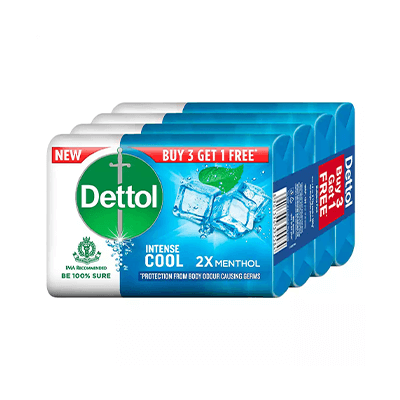 NEW
BUY 3 GET 1 FREE*
Dettol
INTENSE
COOL 2X MENTHOL
*PROTECTION FROM BODY ODOUR CAUSING GERMS
IMA RECOMMENDED
BE 100% SURE
Dettol
Buy 3
Get 1
FREE